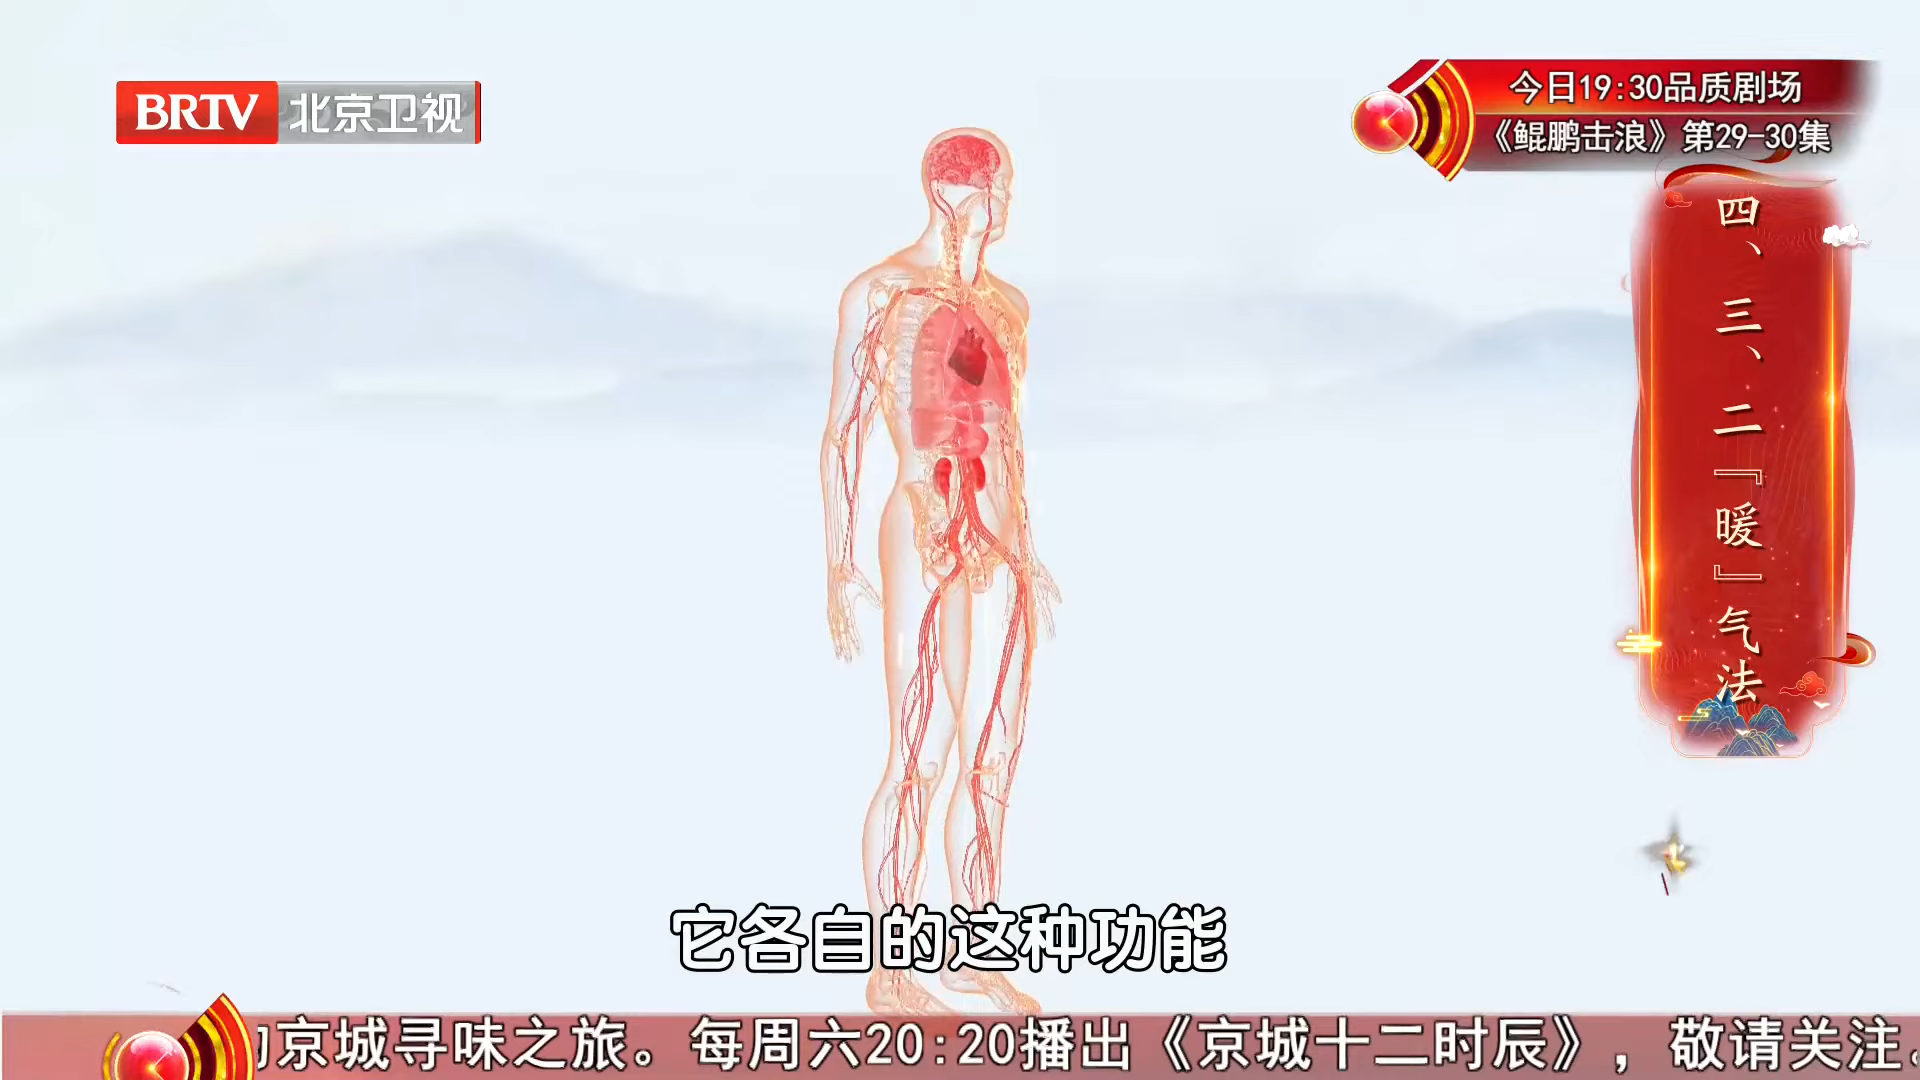 BRTV 北京卫视
今日19:30品质剧场
《鲲鹏击浪》第29-30集
四、三、二『暖』气法
它各自的这种功能
京城寻味之旅。每周六20:20播出《京城十二时辰》，敬请关注。